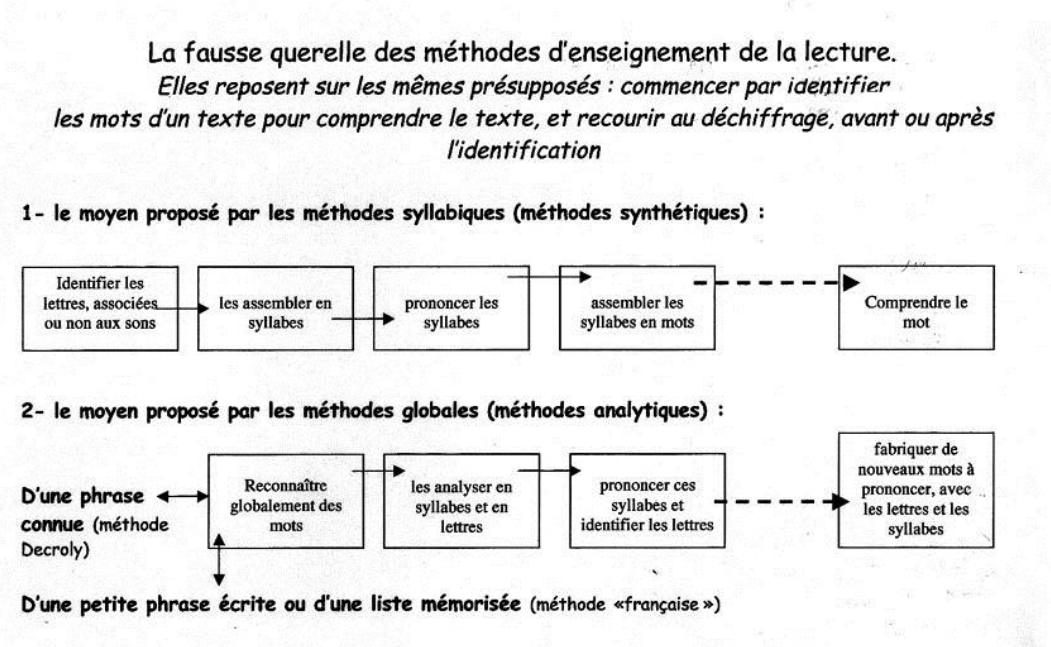 La fausse querelle des méthodes d'enseignement de la lecture.
Elles reposent sur les mêmes présupposés : commencer par identifier
les mots d'un texte pour comprendre le texte, et recourir au déchiffrage, avant ou après
l'identification
1- le moyen proposé par les méthodes syllabiques (méthodes synthétiques) :
Identifier les
lettres, associées
ou non aux sons
les assembler en
syllabes
prononcer les
syllabes
assembler les
syllabes en mots
Comprendre le
mot
2- le moyen proposé par les méthodes globales (méthodes analytiques) :
D'une phrase
connue (méthode
Decroly)
Reconnaître
globalement des
mots
les analyser en
syllabes et en
lettres
prononcer ces
syllabes et
identifier les lettres
fabriquer de
nouveaux mots à
prononcer, avec
les lettres et les
syllabes
D'une petite phrase écrite ou d'une liste mémorisée (méthode «française »)